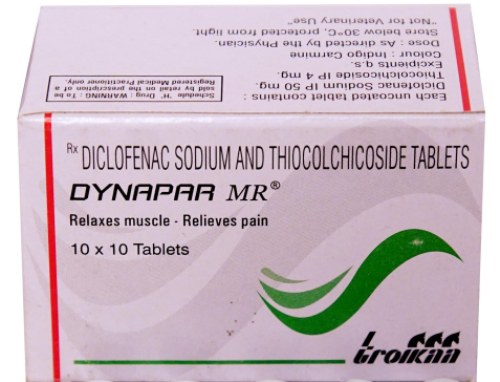 Each uncoated tablet contains :
Diclofenac Sodium IP 50 mg.
Thiocolchicoside IP 4 mg.
Excipients q.s.
Colour : Indigo Carmine
Dose : As directed by the Physician.
Store below 30°C, protected from light.
"Not for Veterinary Use"
Schedule 'H' Drug : WARNING : To be
sold by retail on the prescription of a
Registered Medical Practitioner only
Rx DICLOFENAC SODIUM AND THIOCOLCHICOSIDE TABLETS
DYNAPAR MR®
Relaxes muscle - Relieves pain
10 x 10 Tablets
troikaa